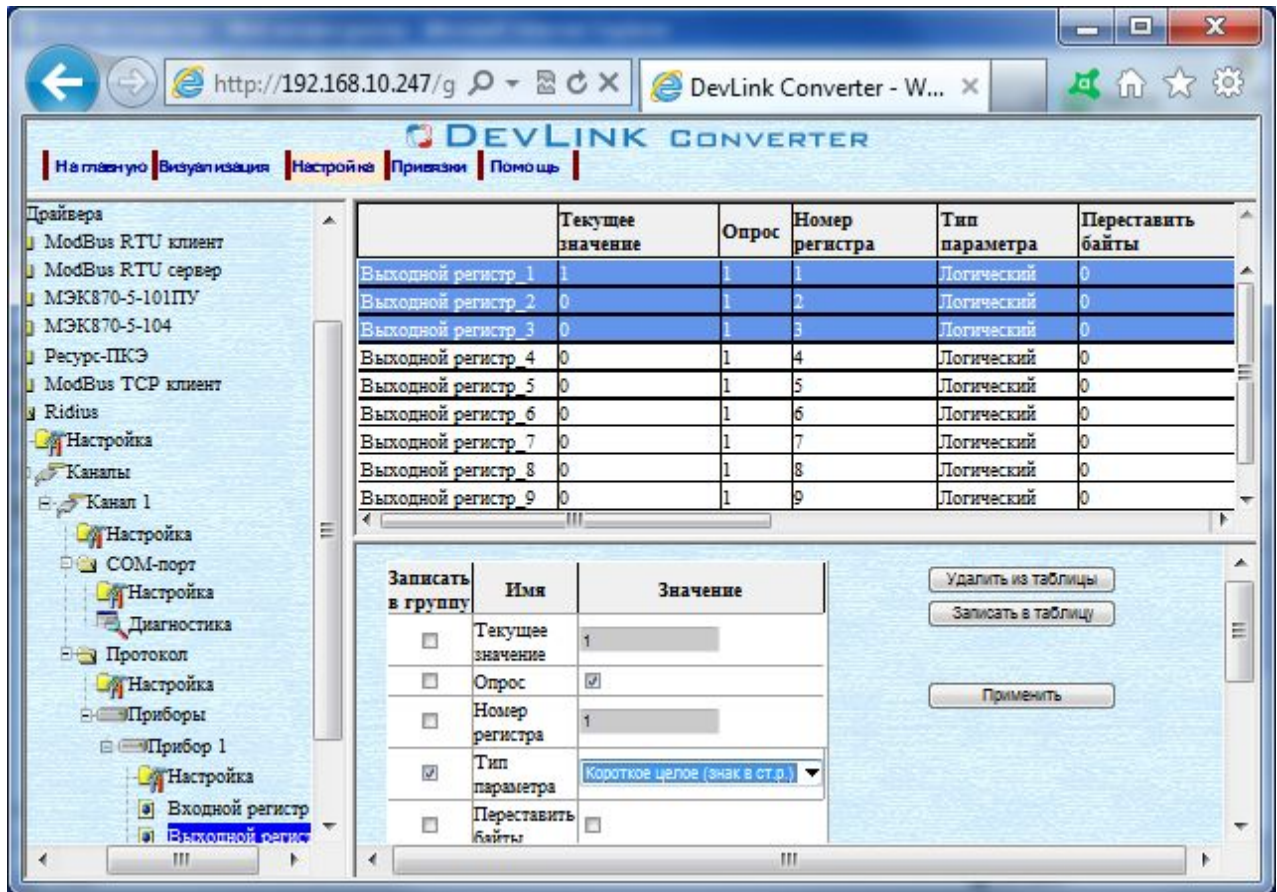 http://192.168.10.247/g
DevLink Converter - W...
DEVLINK CONVERTER
На главную Визуализация Настройка Привязки Помощь
Драйвера
ModBus RTU клиент
ModBus RTU сервер
МЭК870-5-101ПУ
МЭК870-5-104
Ресурс-ПКЭ
ModBus TCP клиент
Ridius
Настройка
Каналы
Канал 1
Настройка
COM-порт
Настройка
Диагностика
Протокол
Настройка
Приборы
Прибор 1
Настройка
Входной регистр
Выходной регист
Текущее значение Опрос Номер регистра Тип параметра Переставить байты
Выходной регистр_1 1 1 1 Логический 0
Выходной регистр_2 0 1 2 Логический 0
Выходной регистр_3 0 1 3 Логический 0
Выходной регистр_4 0 1 4 Логический 0
Выходной регистр_5 0 1 5 Логический 0
Выходной регистр_6 0 1 6 Логический 0
Выходной регистр_7 0 1 7 Логический 0
Выходной регистр_8 0 1 8 Логический 0
Выходной регистр_9 0 1 9 Логический 0
Записать в группу Имя Значение
Текущее значение 1
Опрос
Номер регистра 1
Тип параметра Короткое целое (знак в ст.р.)
Переставить байты
Удалить из таблицы
Записать в таблицу
Применить